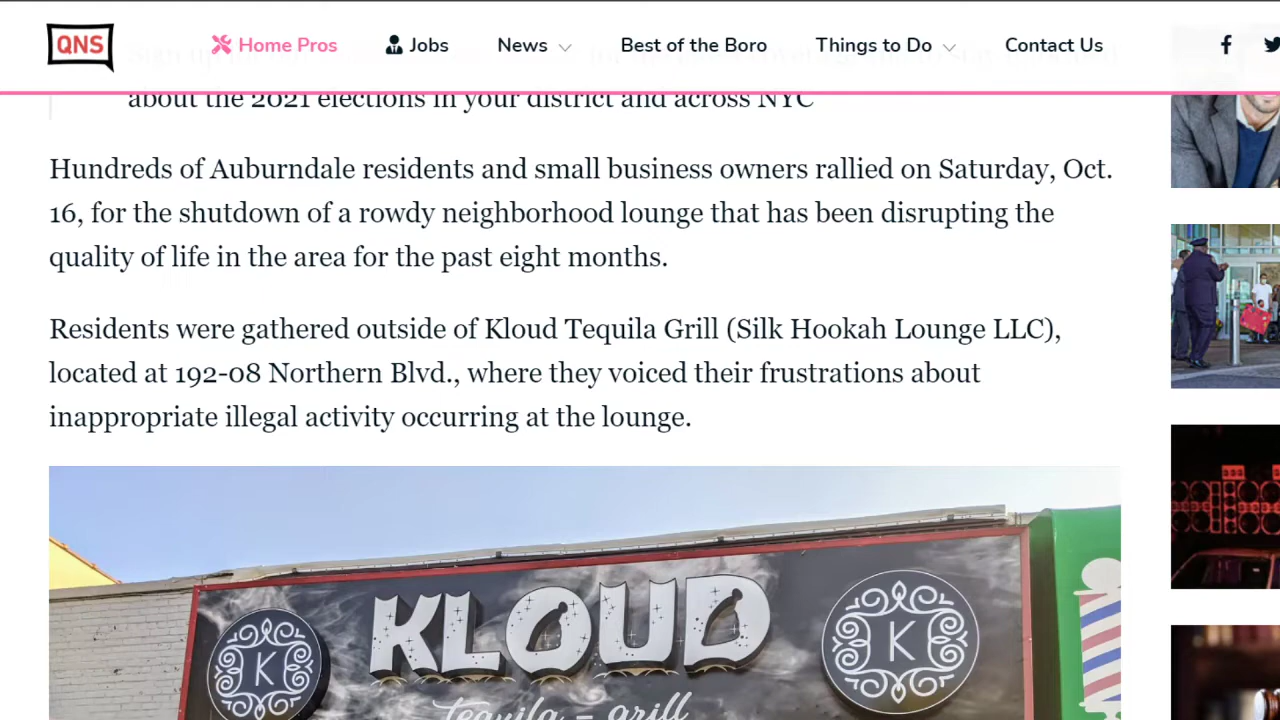 QNS
Home Pros
Jobs
News
Best of the Boro
Things to Do
Contact Us
Sign up
about the 2021 elections in your district and across NYC
Hundreds of Auburndale residents and small business owners rallied on Saturday, Oct.
16, for the shutdown of a rowdy neighborhood lounge that has been disrupting the
quality of life in the area for the past eight months.
Residents were gathered outside of Kloud Tequila Grill (Silk Hookah Lounge LLC),
located at 192-08 Northern Blvd., where they voiced their frustrations about
inappropriate illegal activity occurring at the lounge.
K
KLOUD
K
tequila – grill